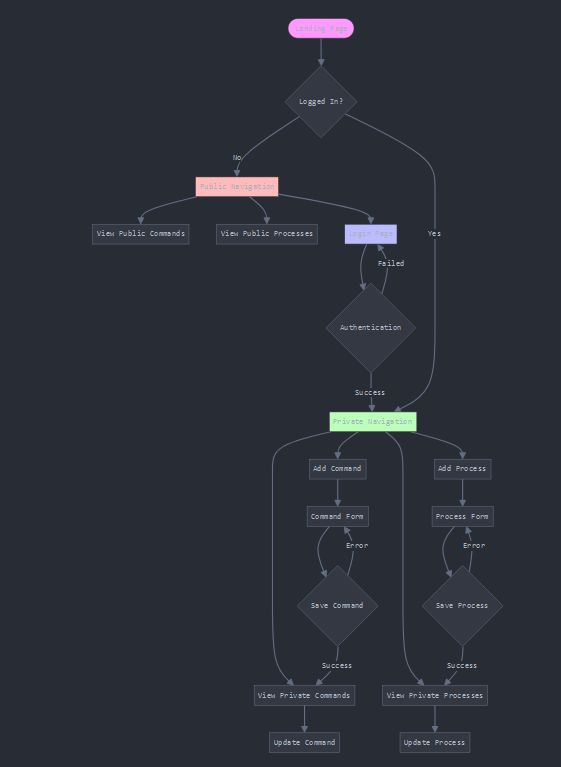 Landing Page
Logged In?
No
Public Navigation
View Public Commands
View Public Processes
Login Page
Yes
Failed
Authentication
Success
Private Navigation
Add Command
Add Process
Command Form
Process Form
Error
Error
Save Command
Save Process
Success
Success
View Private Commands
View Private Processes
Update Command
Update Process